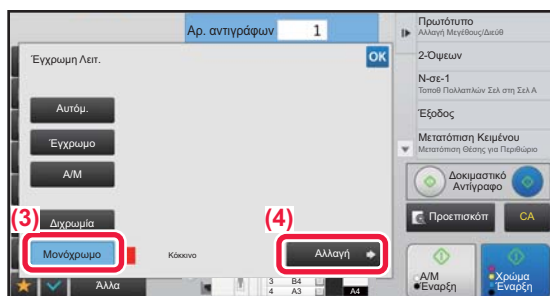 Αρ. αντιγράφων 1
Έγχρωμη Λειτ.
OK
Αυτόμ.
Έγχρωμο
Α/Μ
Διχρωμία
(3)
Μονόχρωμο
Κόκκινο
(4)
Αλλαγή
Άλλα
3 B4
4 A3
A4
Πρωτότυπο
Αλλαγή Μεγέθους/Διεύθ
2-Όψεων
N-σε-1
Τοποθ Πολλαπλών Σελ στη Σελ Α
Έξοδος
Μετατόπιση Κειμένου
Μετατόπιση Θέσης για Περιθώριο
Δοκιμαστικό
Αντίγραφο
Προεπισκόπ
CA
Α/Μ
Έναρξη
Χρώμα
Έναρξη